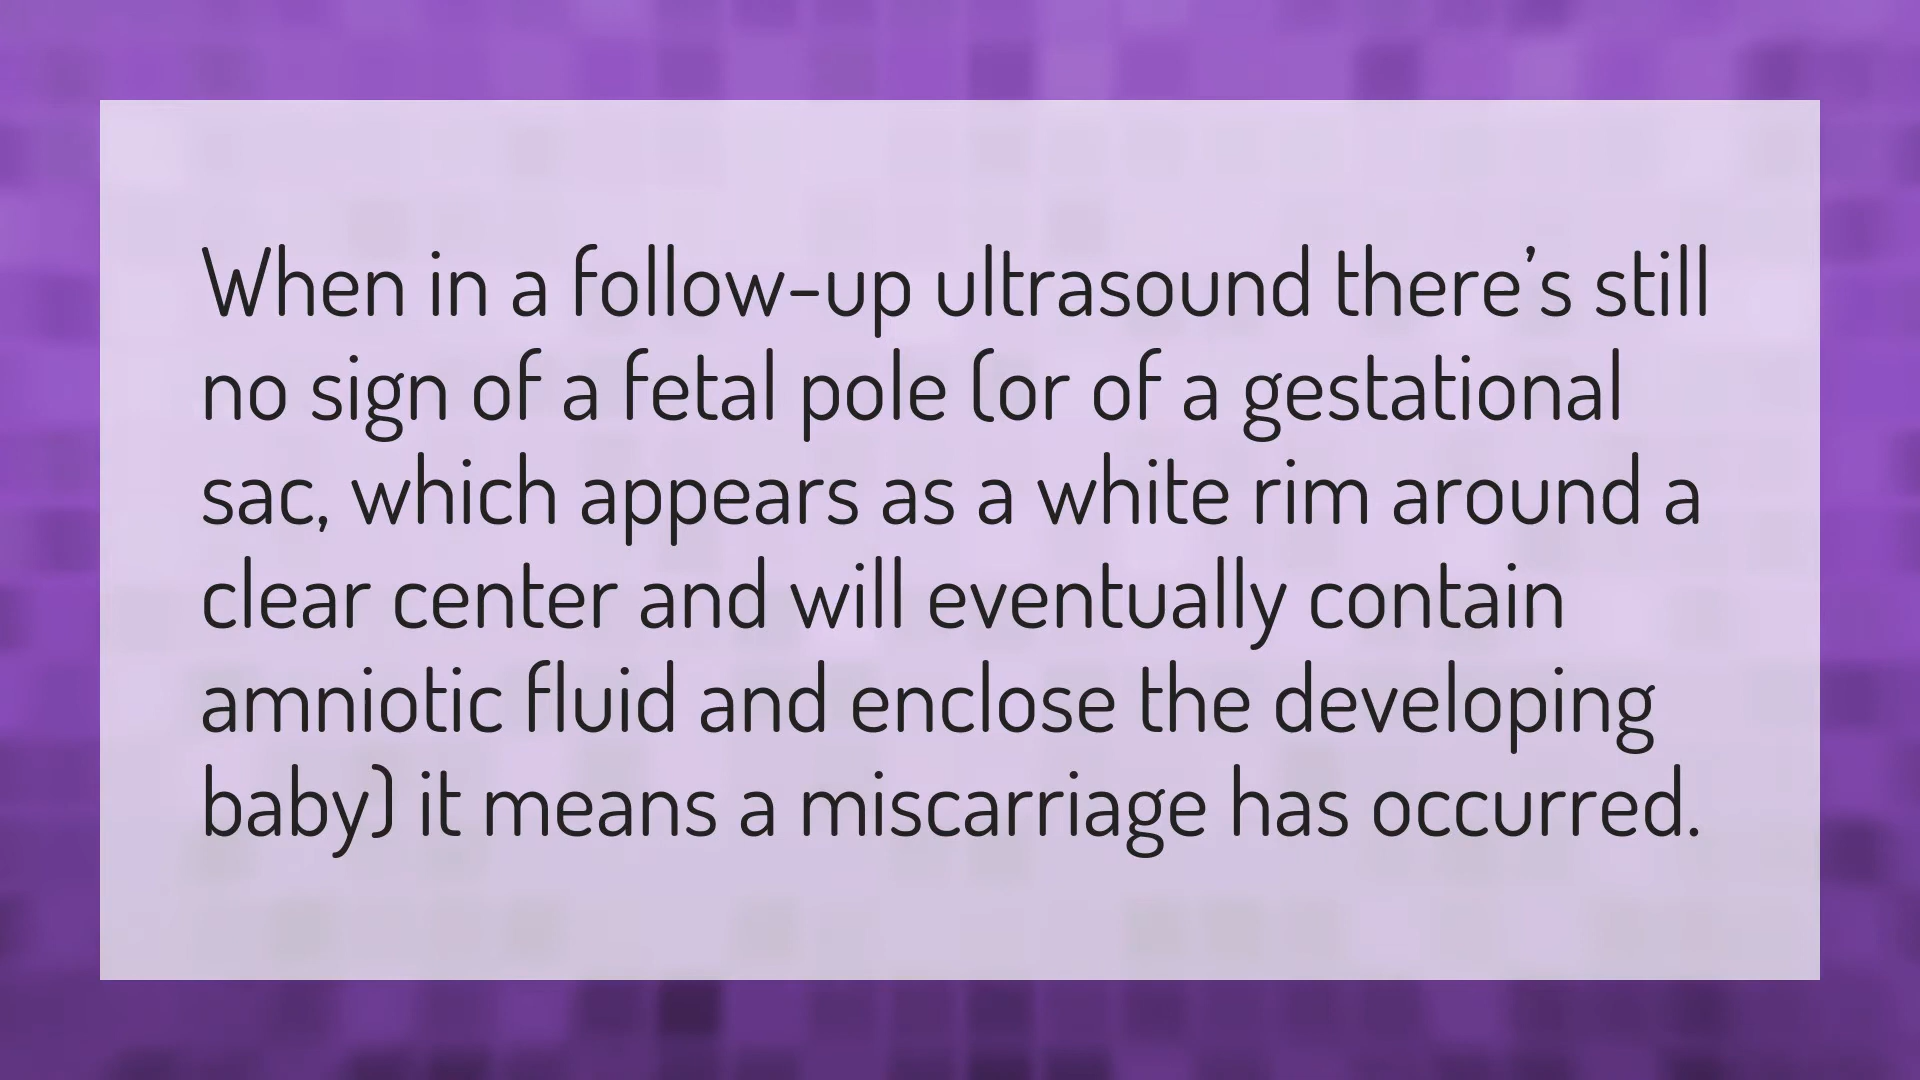 When in a follow-up ultrasound there’s still
no sign of a fetal pole (or of a gestational
sac, which appears as a white rim around a
clear center and will eventually contain
amniotic fluid and enclose the developing
baby) it means a miscarriage has occurred.